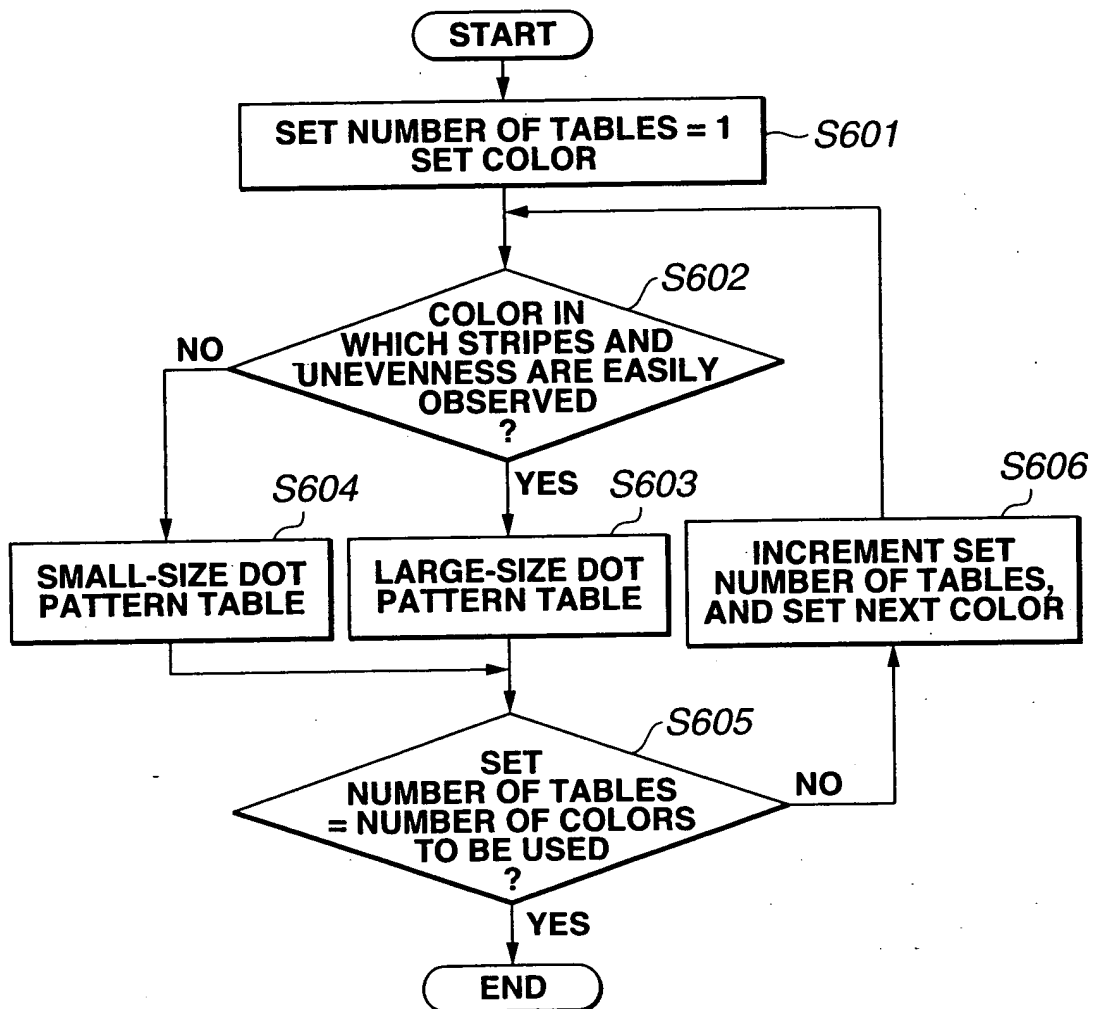 START
SET NUMBER OF TABLES = 1
SET COLOR
S601
S602
COLOR IN
WHICH STRIPES AND
UNEVENNESS ARE EASILY
OBSERVED
?
NO
YES
S604
S603
S606
SMALL-SIZE DOT
PATTERN TABLE
LARGE-SIZE DOT
PATTERN TABLE
INCREMENT SET
NUMBER OF TABLES,
AND SET NEXT COLOR
S605
SET
NUMBER OF TABLES
= NUMBER OF COLORS
TO BE USED
?
NO
YES
END